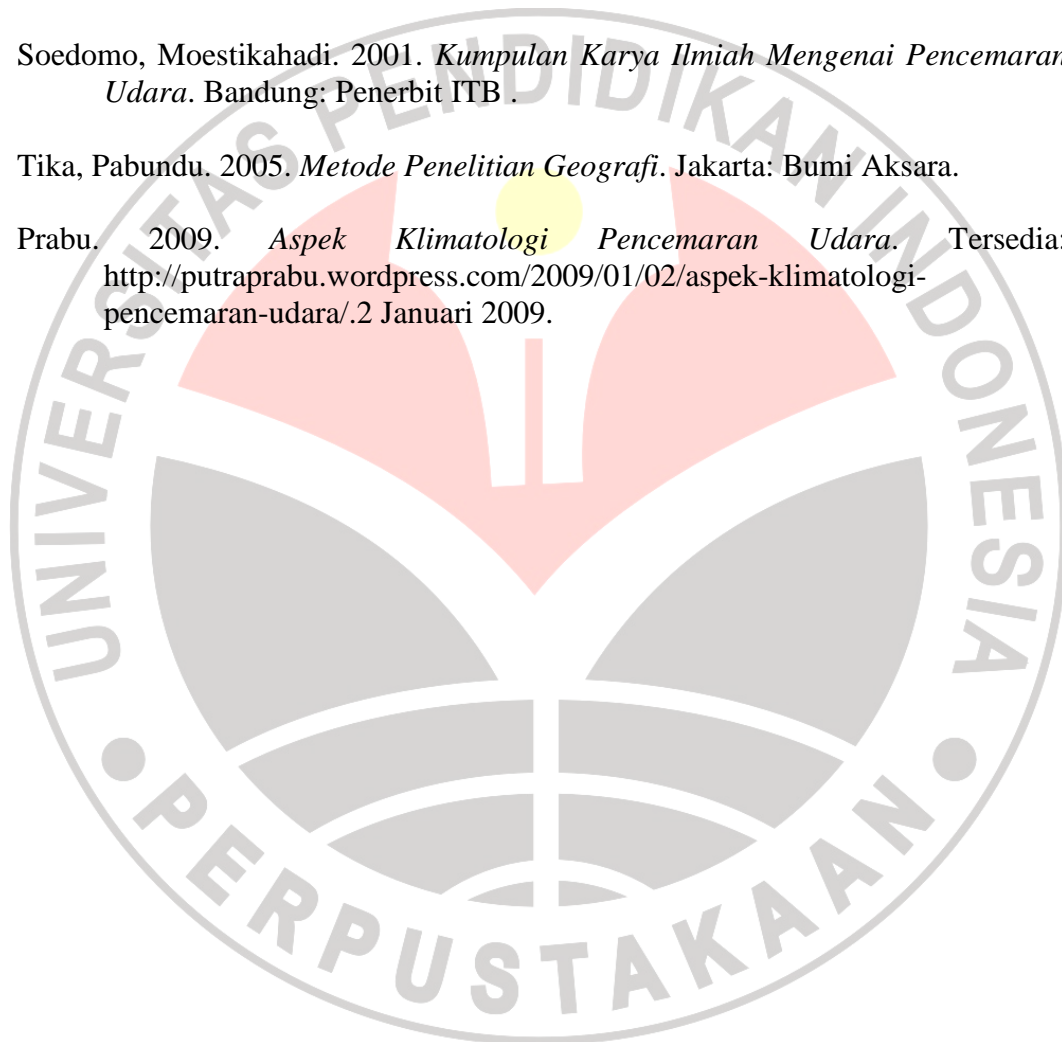 Soedomo, Moestikahadi. 2001. Kumpulan Karya Ilmiah Mengenai Pencemaran
Udara. Bandung: Penerbit ITB .
Tika, Pabundu. 2005. Metode Penelitian Geografi. Jakarta: Bumi Aksara.
Prabu. 2009. Aspek Klimatologi Pencemaran Udara. Tersedia:
http://putraprabu.wordpress.com/2009/01/02/aspek-klimatologi-
pencemaran-udara/.2 Januari 2009.
UNIVERSITAS PENDIDIKAN INDONESIA
PERPUSTAKAAN